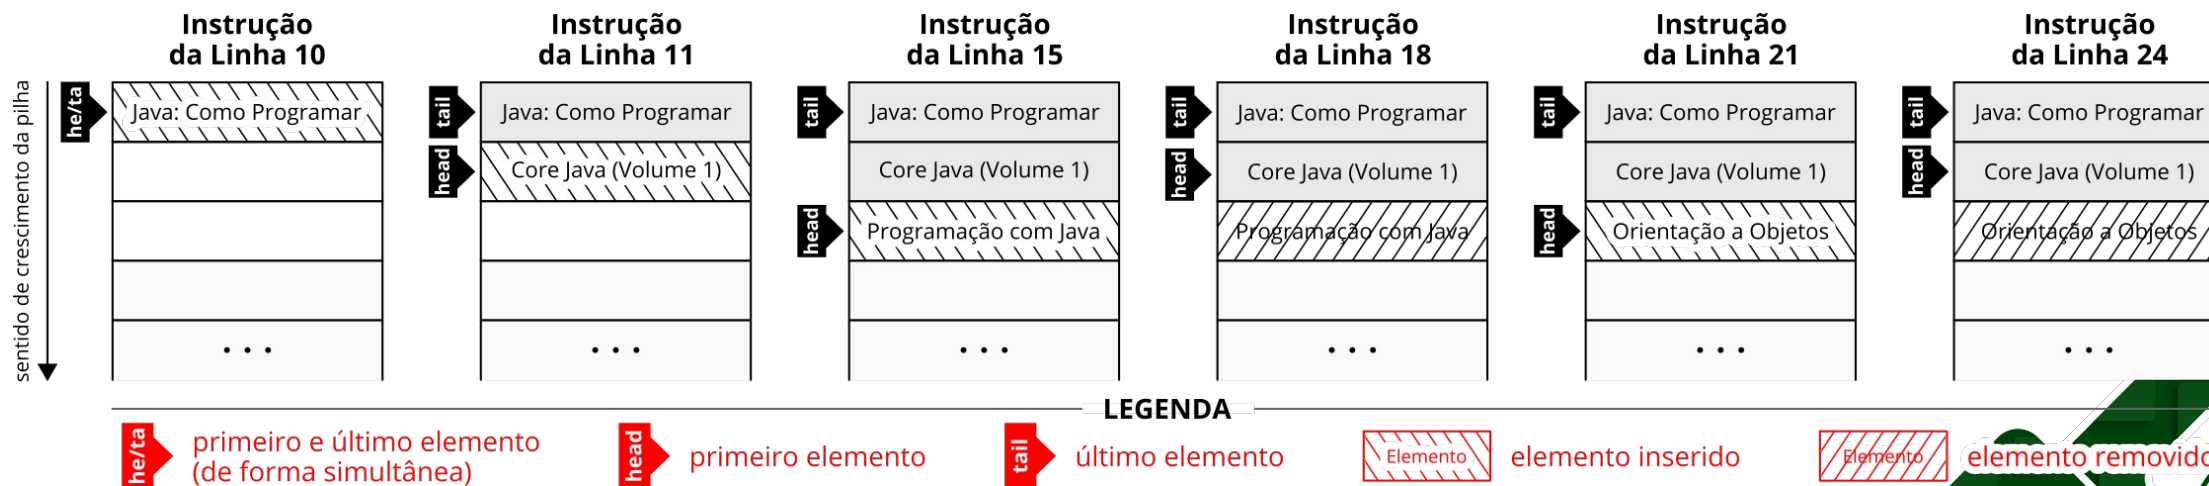 Instrução
da Linha 10
Instrução
da Linha 11
Instrução
da Linha 15
Instrução
da Linha 18
Instrução
da Linha 21
Instrução
da Linha 24
sentido de crescimento da pilha
he/ta
Java: Como Programar
• • •
tail
Java: Como Programar
head
Core Java (Volume 1)
• • •
tail
Java: Como Programar
Core Java (Volume 1)
head
Programação com Java
• • •
tail
Java: Como Programar
head
Core Java (Volume 1)
Programação com Java
• • •
tail
Java: Como Programar
Core Java (Volume 1)
head
Orientação a Objetos
• • •
tail
Java: Como Programar
head
Core Java (Volume 1)
Orientação a Objetos
• • •
LEGENDA
he/ta
primeiro e último elemento
(de forma simultânea)
head
primeiro elemento
tail
último elemento
Elemento
elemento inserido
Elemento
elemento removido